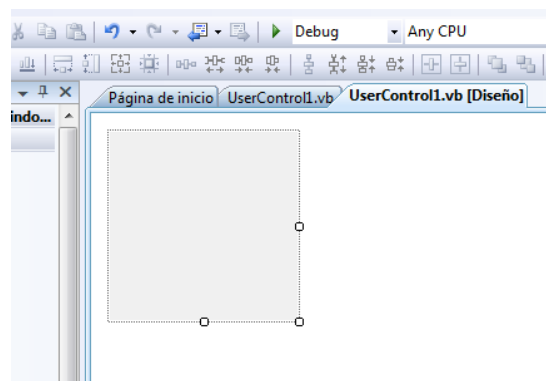 Debug Any CPU
Página de inicio UserControl1.vb UserControl1.vb [Diseño]
indo...